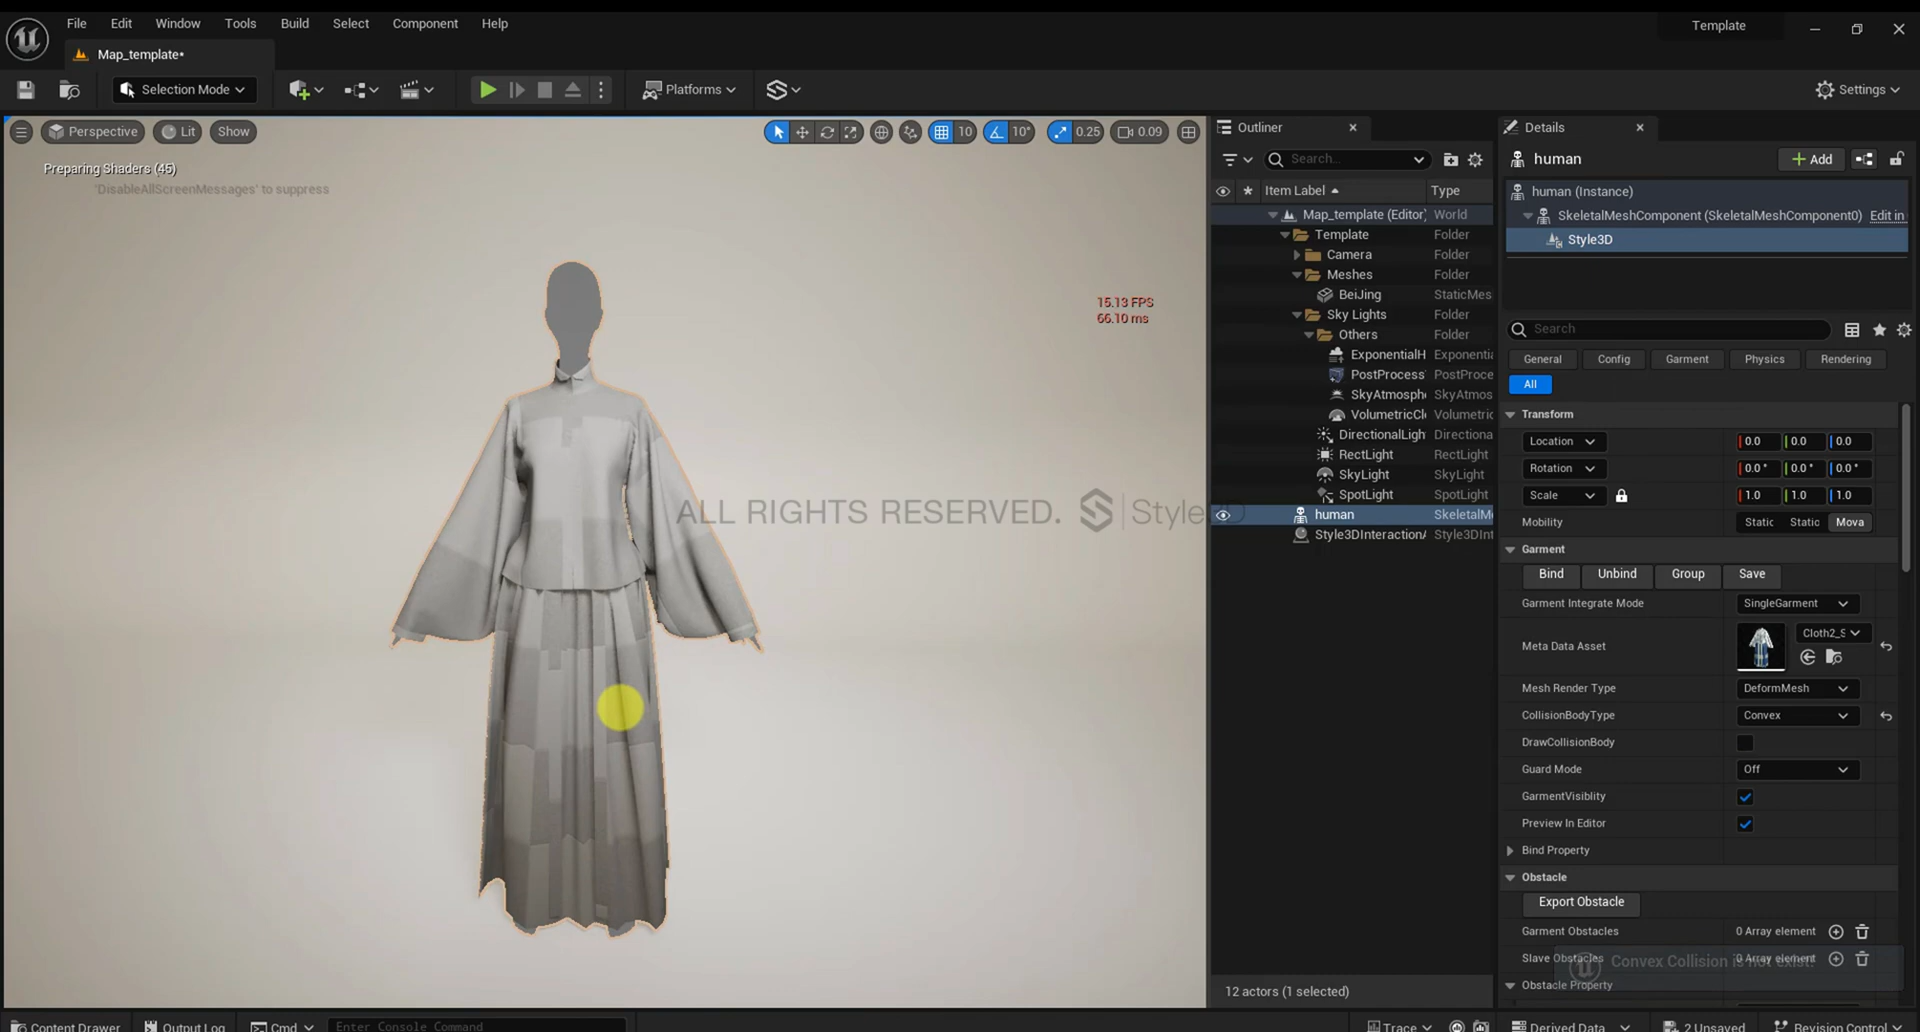 File Edit Window Tools Build Select Component Help
Template
Map_template*
Selection Mode
Platforms
Settings
Perspective Lit Show
10 10° 0.25 0.09
Preparing Shaders (45)
'DisableAllScreenMessages' to suppress
15.13 FPS
66.10 ms
ALL RIGHTS RESERVED. Style3D
Outliner
Search...
Item Label Type
Map_template (Editor) World
Template Folder
Camera Folder
Meshes Folder
BeiJing StaticMes
Sky Lights Folder
Others Folder
ExponentialH Exponentia
PostProcess PostProce
SkyAtmosphe SkyAtmos
VolumetricCl Volumetric
DirectionalLigh Directiona
RectLight RectLight
SkyLight SkyLight
SpotLight SpotLight
human SkeletalMe
Style3DInteractionA Style3DInt
12 actors (1 selected)
Details
human
Add
human (Instance)
SkeletalMeshComponent (SkeletalMeshComponent0) Edit in
Style3D
Search
General Config Garment Physics Rendering
All
Transform
Location 0.0 0.0 0.0
Rotation 0.0° 0.0° 0.0°
Scale 1.0 1.0 1.0
Mobility Static Static Mova
Garment
Bind Unbind Group Save
Garment Integrate Mode SingleGarment
Meta Data Asset Cloth2_S
Mesh Render Type DeformMesh
CollisionBodyType Convex
DrawCollisionBody
Guard Mode Off
GarmentVisiblity
Preview In Editor
Bind Property
Obstacle
Export Obstacle
Garment Obstacles 0 Array element
Slave Obstacles 0 Array element
Convex Collision is not exist!
Obstacle Property
Content Drawer Output Log Cmd Enter Console Command
Trace Derived Data 2 Unsaved Revision Control